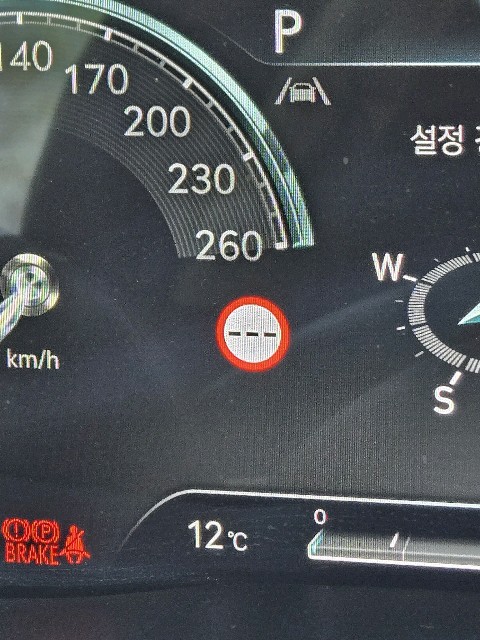 P
140
170
200
설정
230
260
W
km/h
S
0
12°C
(!) (P)
BRAKE